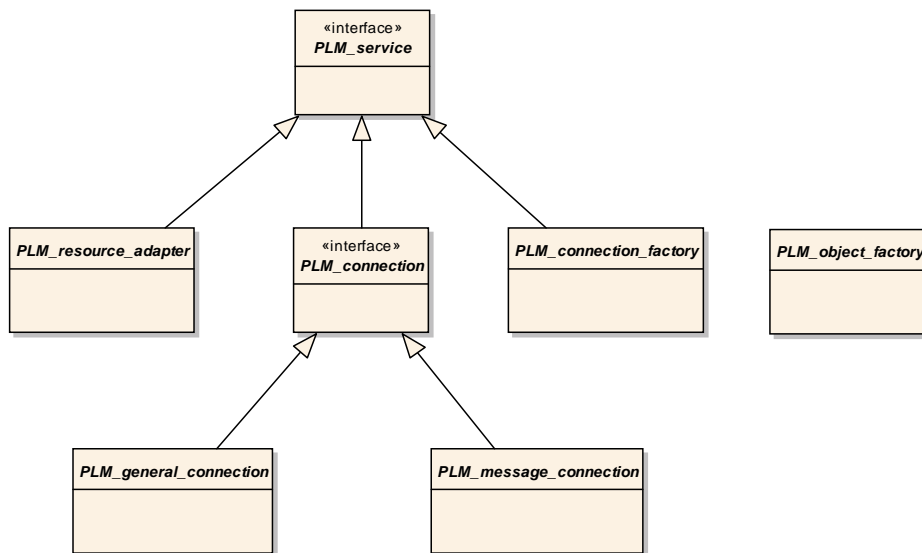 «interface»
PLM_service
PLM_resource_adapter
«interface»
PLM_connection
PLM_connection_factory
PLM_object_factory
PLM_general_connection
PLM_message_connection